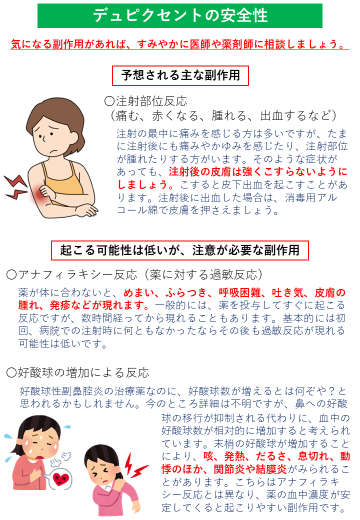 デュピクセントの安全性
気になる副作用があれば、すみやかに医師や薬剤師に相談しましょう。
予想される主な副作用
○注射部位反応
（痛む、赤くなる、腫れる、出血するなど）
注射の最中に痛みを感じる方は多いですが、たま
に注射後にも痛みやかゆみを感じたり、注射部位
が腫れたりする方がいます。そのような症状が
あっても、注射後の皮膚は強くこすらないように
しましょう。こすると皮下出血を起こすことがあ
ります。注射後に出血した場合は、消毒用アル
コール綿で皮膚を押さえましょう。
起こる可能性は低いが、注意が必要な副作用
○アナフィラキシー反応（薬に対する過敏反応）
薬が体に合わないと、めまい、ふらつき、呼吸困難、吐き気、皮膚の
腫れ、発疹などが現れます。一般的には、薬を投与してすぐに起こる
反応ですが、数時間経ってから現れることもあります。基本的には初
回、病院での注射時に何ともなかったならその後も過敏反応が現れる
可能性は低いです。
○好酸球の増加による反応
好酸球性副鼻腔炎の治療薬なのに、好酸球数が増えるとは何ぞや？と
思われるかもしれません。今のところ詳細は不明ですが、鼻への好酸
球の移行が抑制される代わりに、血中の
好酸球数が相対的に増加すると考えられ
ています。末梢の好酸球が増加すること
により、咳、発熱、だるさ、息切れ、動
悸のほか、関節炎や結膜炎がみられるこ
とがあります。こちらはアナフィラキ
シー反応とは異なり、薬の血中濃度が安
定してくると起こりやすい副作用です。